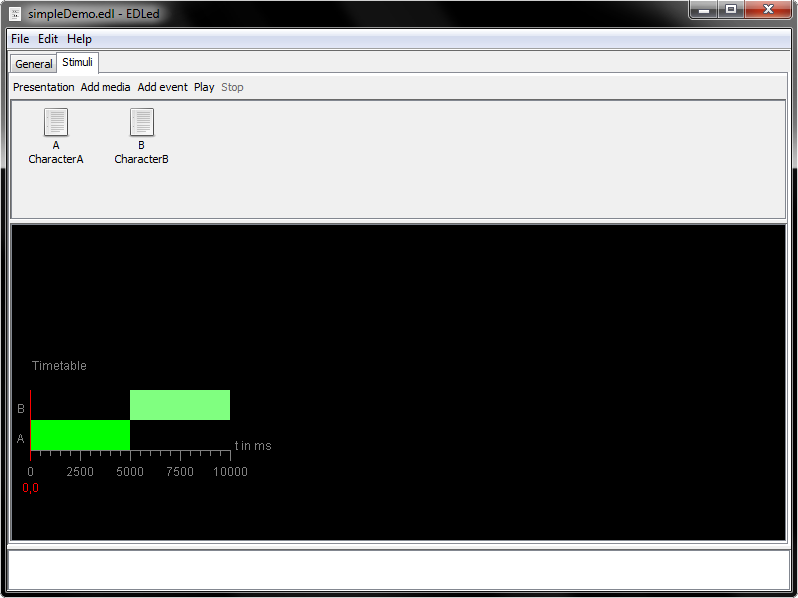 simpleDemo.edl - EDLed
File Edit Help
General Stimuli
Presentation Add media Add event Play Stop
A B
CharacterA CharacterB
Timetable
B
A
t in ms
0 2500 5000 7500 10000
0,0